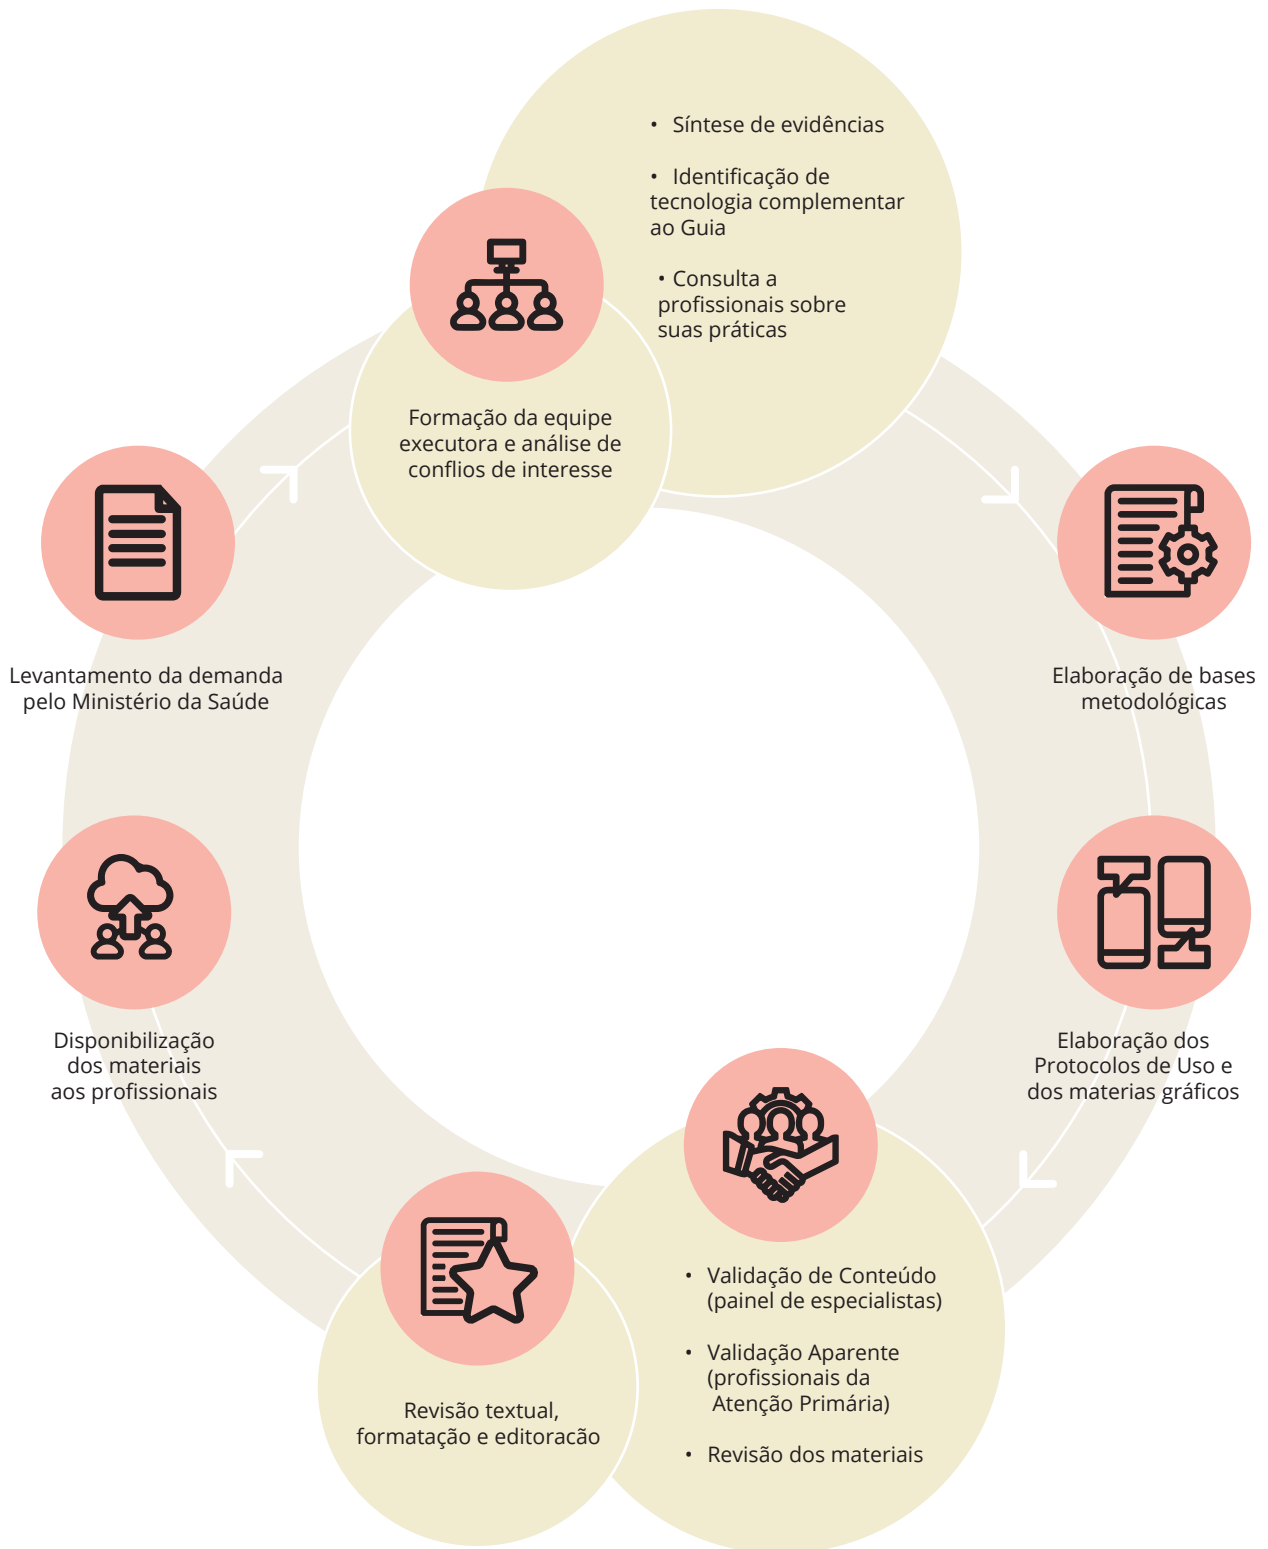 • Síntese de evidências
• Identificação de
tecnologia complementar
ao Guia
• Consulta a
profissionais sobre
suas práticas
Formação da equipe
executora e análise de
conflios de interesse
Levantamento da demanda
pelo Ministério da Saúde
Elaboração de bases
metodológicas
Disponibilização
dos materiais
aos profissionais
Elaboração dos
Protocolos de Uso e
dos materias gráficos
• Validação de Conteúdo
(painel de especialistas)
• Validação Aparente
(profissionais da
Atenção Primária)
• Revisão dos materiais
Revisão textual,
formatação e editoracão